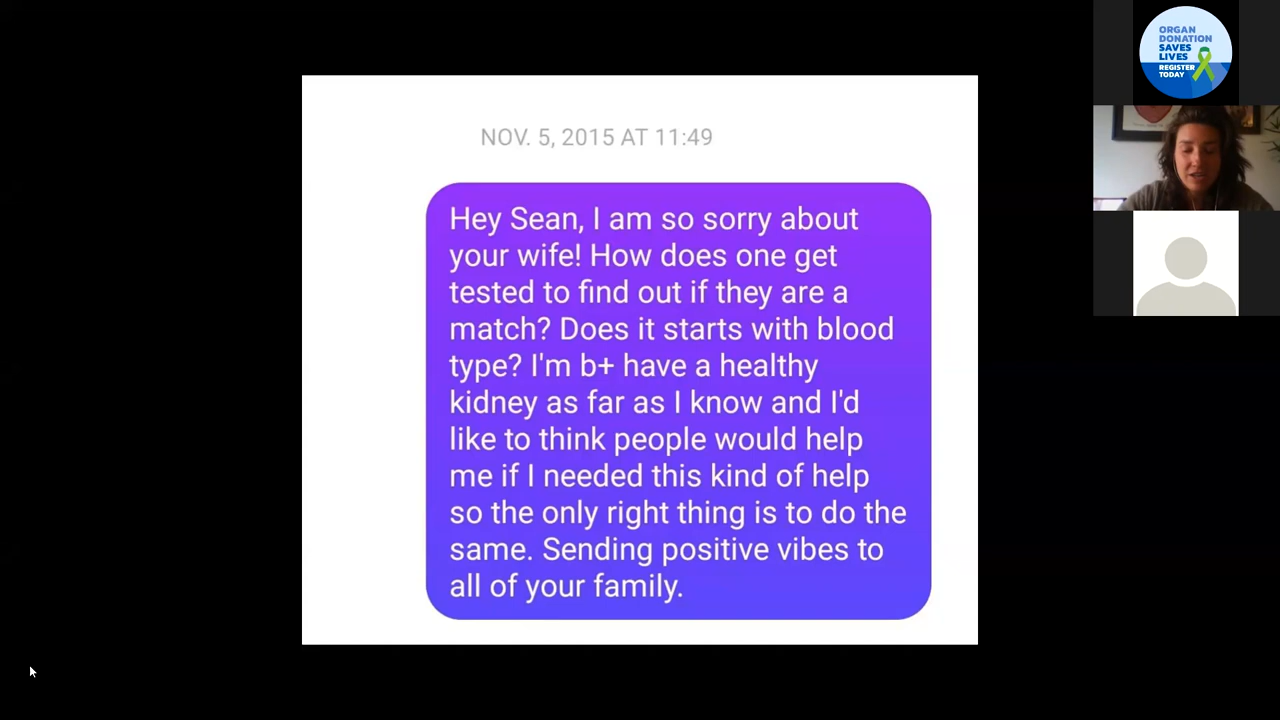 NOV. 5, 2015 AT 11:49
Hey Sean, I am so sorry about
your wife! How does one get
tested to find out if they are a
match? Does it starts with blood
type? I'm b+ have a healthy
kidney as far as I know and I'd
like to think people would help
me if I needed this kind of help
so the only right thing is to do the
same. Sending positive vibes to
all of your family.
ORGAN
DONATION
SAVES
LIVES
REGISTER
TODAY